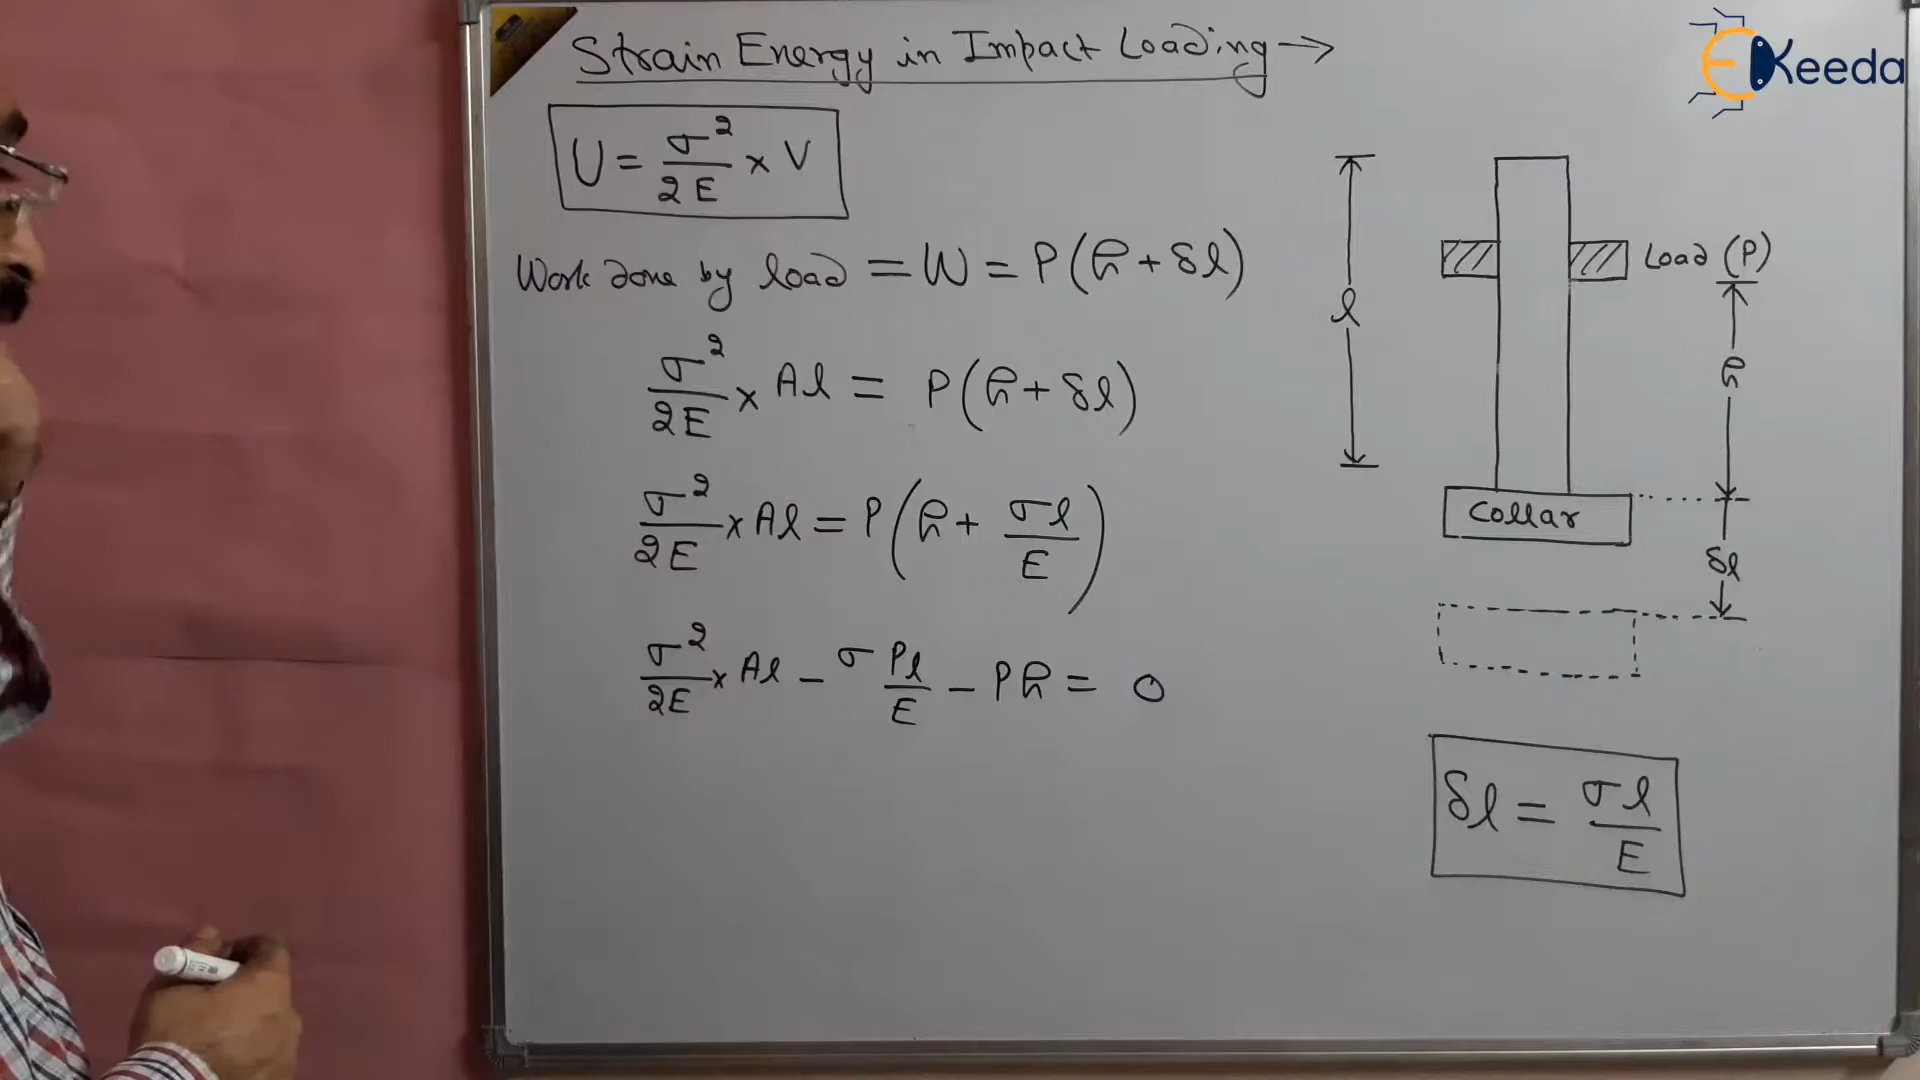 Strain Energy in Impact Loading →
EKeeda
U = σ²/2E × V
Work done by load = W = P(h + δl)
σ²/2E × Al = P(h + δl)
σ²/2E × Al = P(h + σl/E)
σ²/2E × Al - σ Pl/E - Ph = 0
l
Load (P)
h
Collar
δl
δl = σl/E